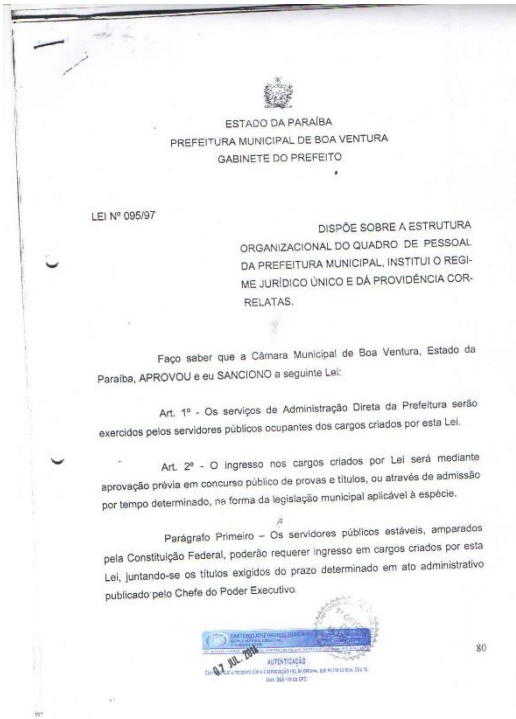 ESTADO DA PARAÍBA
PREFEITURA MUNICIPAL DE BOA VENTURA
GABINETE DO PREFEITO
LEI Nº 095/97
DISPÕE SOBRE A ESTRUTURA
ORGANIZACIONAL DO QUADRO DE PESSOAL
DA PREFEITURA MUNICIPAL, INSTITUI O REGI-
ME JURÍDICO ÚNICO E DÁ PROVIDÊNCIA COR-
RELATAS.
Faço saber que a Câmara Municipal de Boa Ventura, Estado da
Paraíba, APROVOU e eu SANCIONO a seguinte Lei:
Art. 1º - Os serviços de Administração Direta da Prefeitura serão
exercidos pelos servidores públicos ocupantes dos cargos criados por esta Lei.
Art. 2º - O ingresso nos cargos criados por Lei será mediante
aprovação prévia em concurso público de provas e títulos, ou através de admissão
por tempo determinado, na forma da legislação municipal aplicável à espécie.
Parágrafo Primeiro – Os servidores públicos estáveis, amparados
pela Constituição Federal, poderão requerer ingresso em cargos criados por esta
Lei, juntando-se os títulos exigidos do prazo determinado em ato administrativo
publicado pelo Chefe do Poder Executivo.
07 JUL.
AUTENTICAÇÃO
80